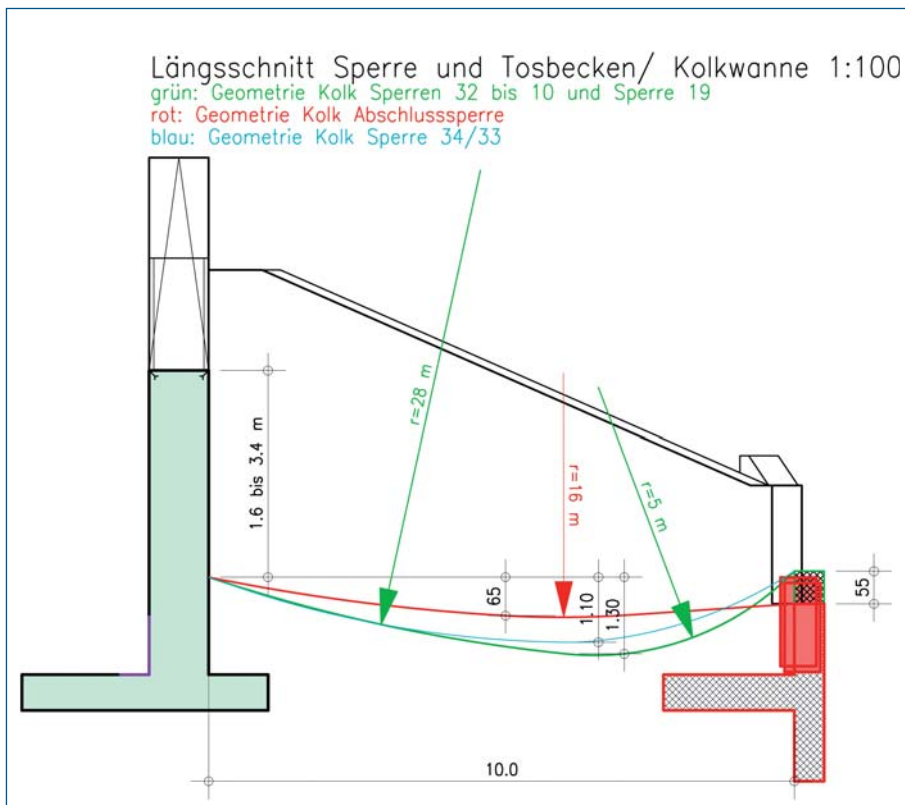 Längsschnitt Sperre und Tosbecken/ Kolkwanne 1:100
grün: Geometrie Kolk Sperren 32 bis 10 und Sperre 19
rot: Geometrie Kolk Abschlusssperre
blau: Geometrie Kolk Sperre 34/33
r=28 m
1.6 bis 3.4 m
r=16 m
r=5 m
65
1.10
1.30
55
10.0